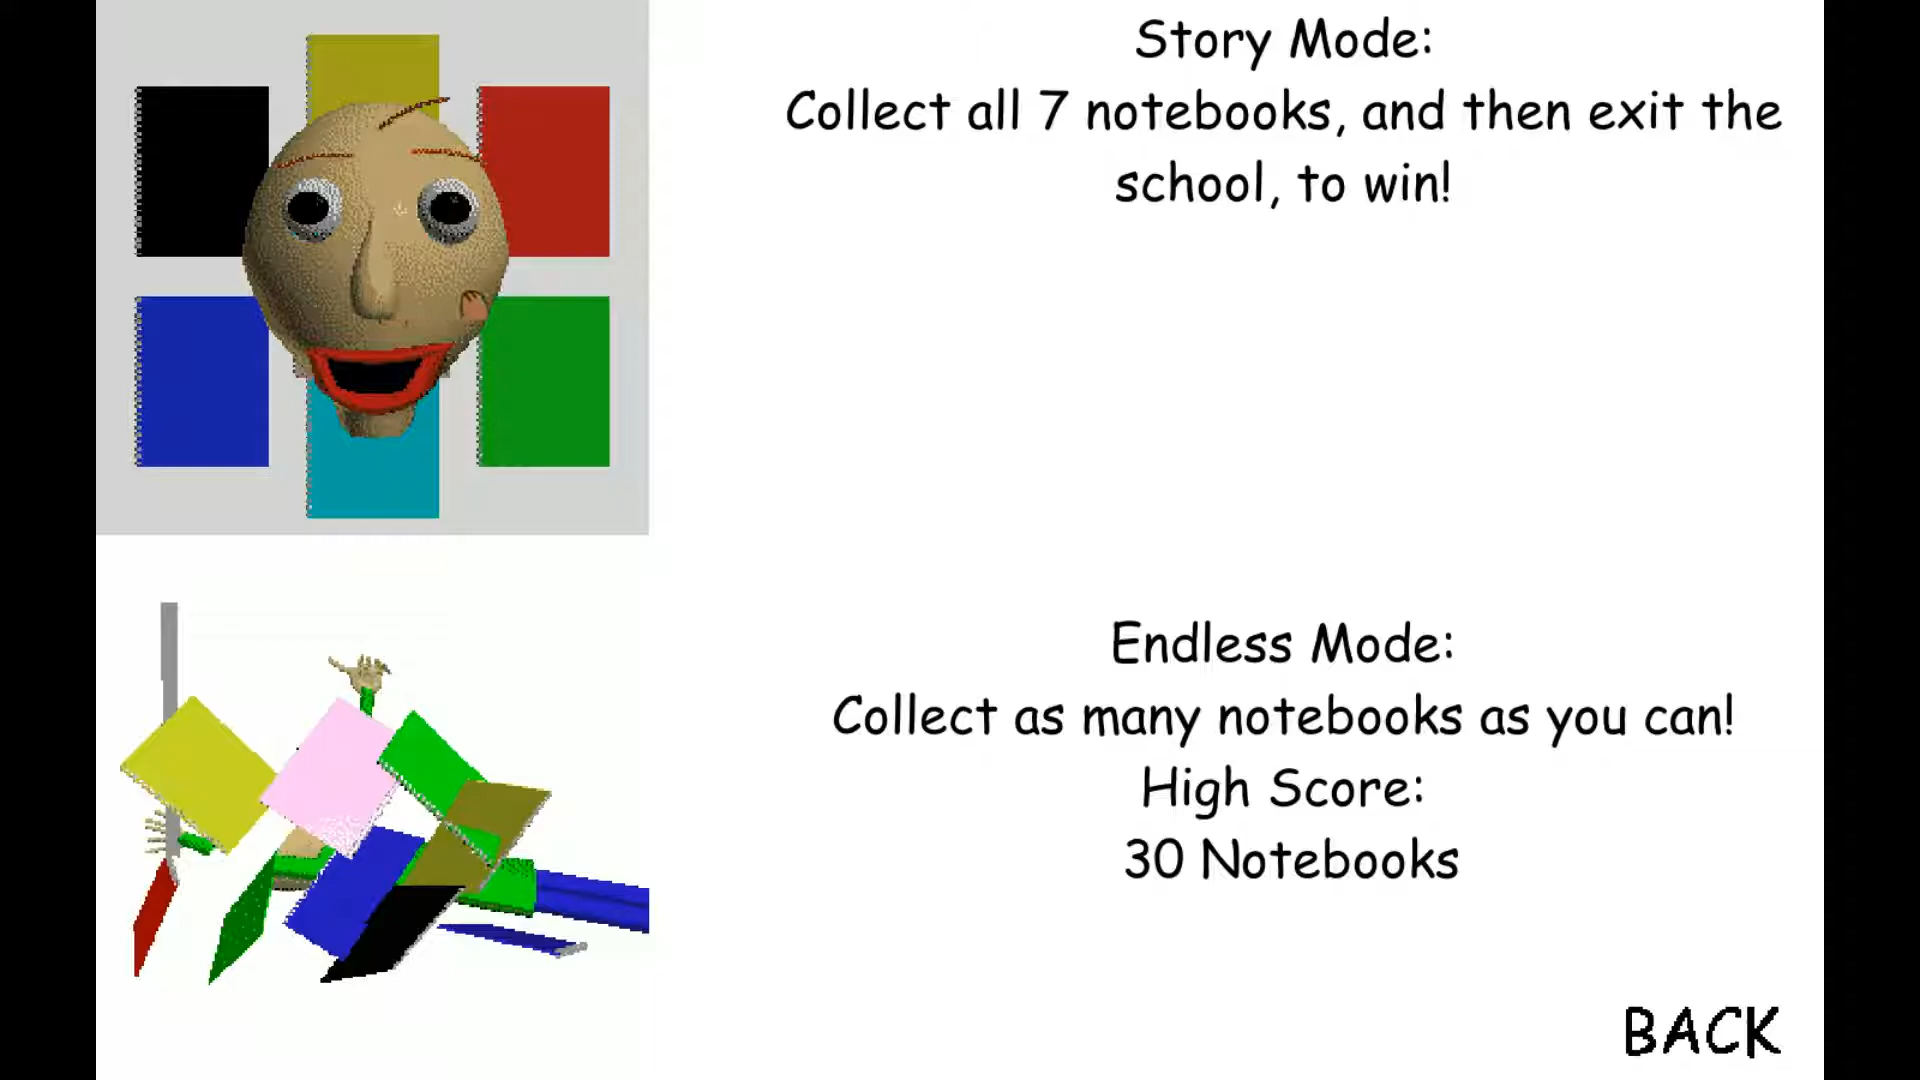 Story Mode:
Collect all 7 notebooks, and then exit the
school, to win!
Endless Mode:
Collect as many notebooks as you can!
High Score:
30 Notebooks
BACK